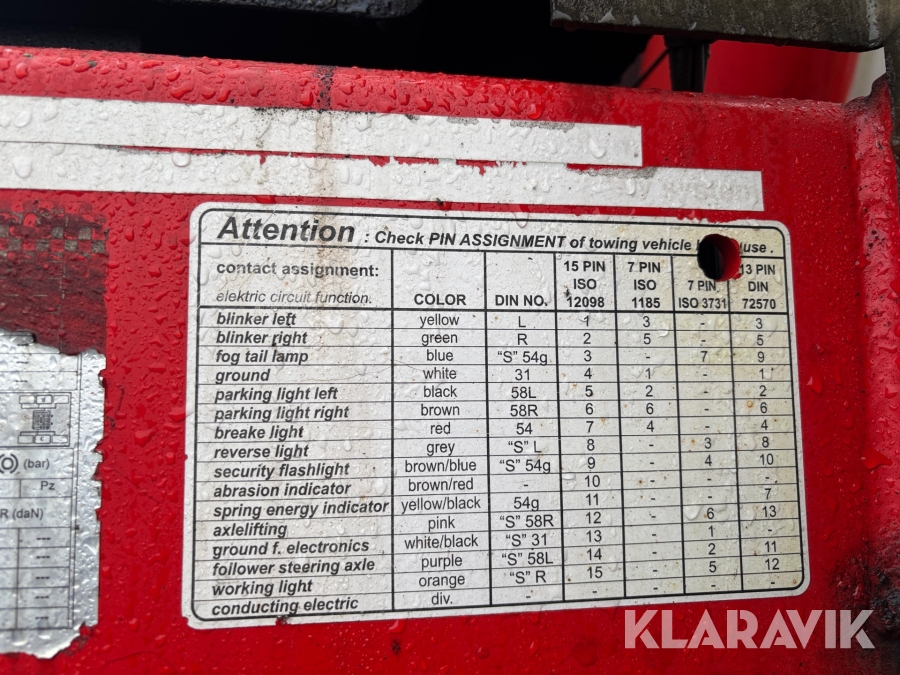 Attention : Check PIN ASSIGNMENT of towing vehicle use .
contact assignment:
elektric circuit function. COLOR DIN NO. 15 PIN ISO 12098 7 PIN ISO 1185 7 PIN ISO 3731 13 PIN DIN 72570
blinker left yellow L 1 3 - 3
blinker right green R 2 5 - 5
fog tail lamp blue “S” 54g 3 - 7 9
ground white 31 4 1 - 1
parking light left black 58L 5 2 - 2
parking light right brown 58R 6 6 - 6
breake light red 54 7 4 - 4
reverse light grey “S” L 8 - 3 8
security flashlight brown/blue “S” 54g 9 - 4 10
abrasion indicator brown/red - 10 - -
spring energy indicator yellow/black 54g 11 - - 7
axlelifting pink “S” 58R 12 - 6 13
ground f. electronics white/black “S” 31 13 - 1 -
foilower steering axle purple “S” 58L 14 - 2 11
working light orange “S” R 15 - 5 12
conducting electric div. - - - - -
(bar)
Pz
R (daN)
---
---
---
---
KLARAVIK